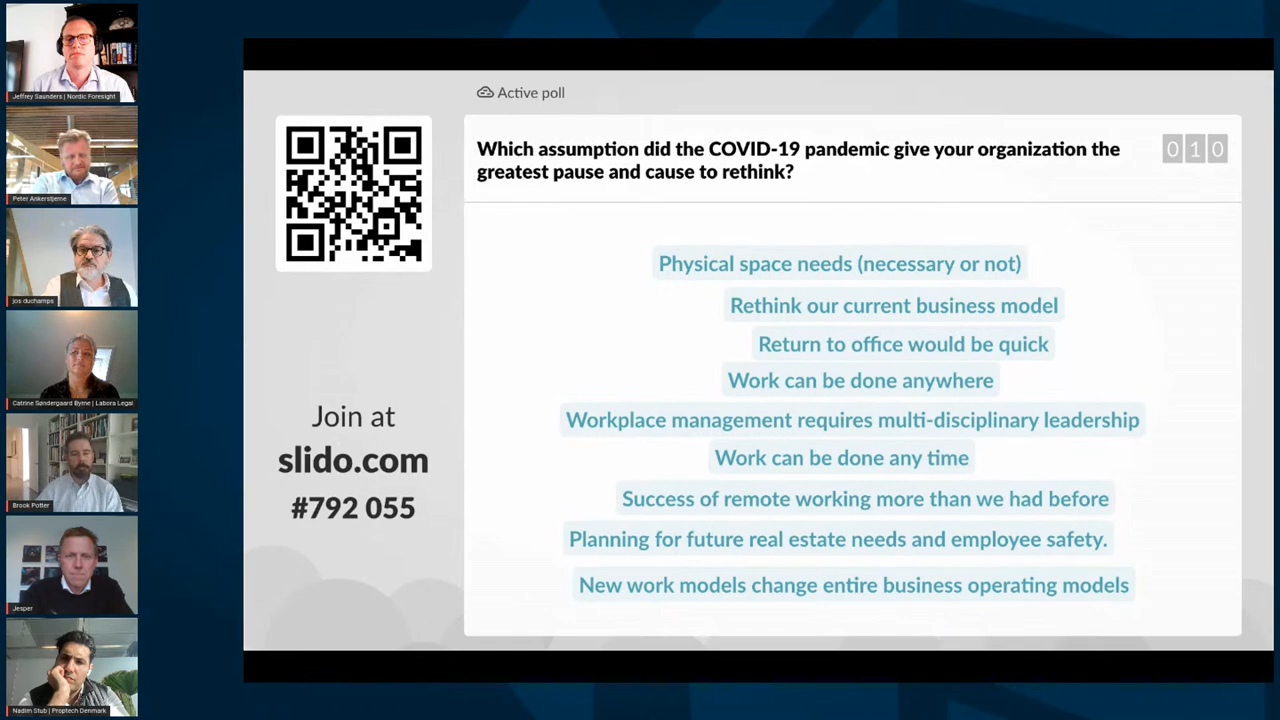 Jeffrey Saunders | Nordic Foresight
Peter Ankerstjerne
jos duchamps
Catrine Søndergaard Byrne | Labora Legal
Brook Potter
Jesper
Nadim Stub | Proptech Denmark
Join at
slido.com
#792 055
Active poll
Which assumption did the COVID-19 pandemic give your organization the
greatest pause and cause to rethink?
0 1 0
Physical space needs (necessary or not)
Rethink our current business model
Return to office would be quick
Work can be done anywhere
Workplace management requires multi-disciplinary leadership
Work can be done any time
Success of remote working more than we had before
Planning for future real estate needs and employee safety.
New work models change entire business operating models